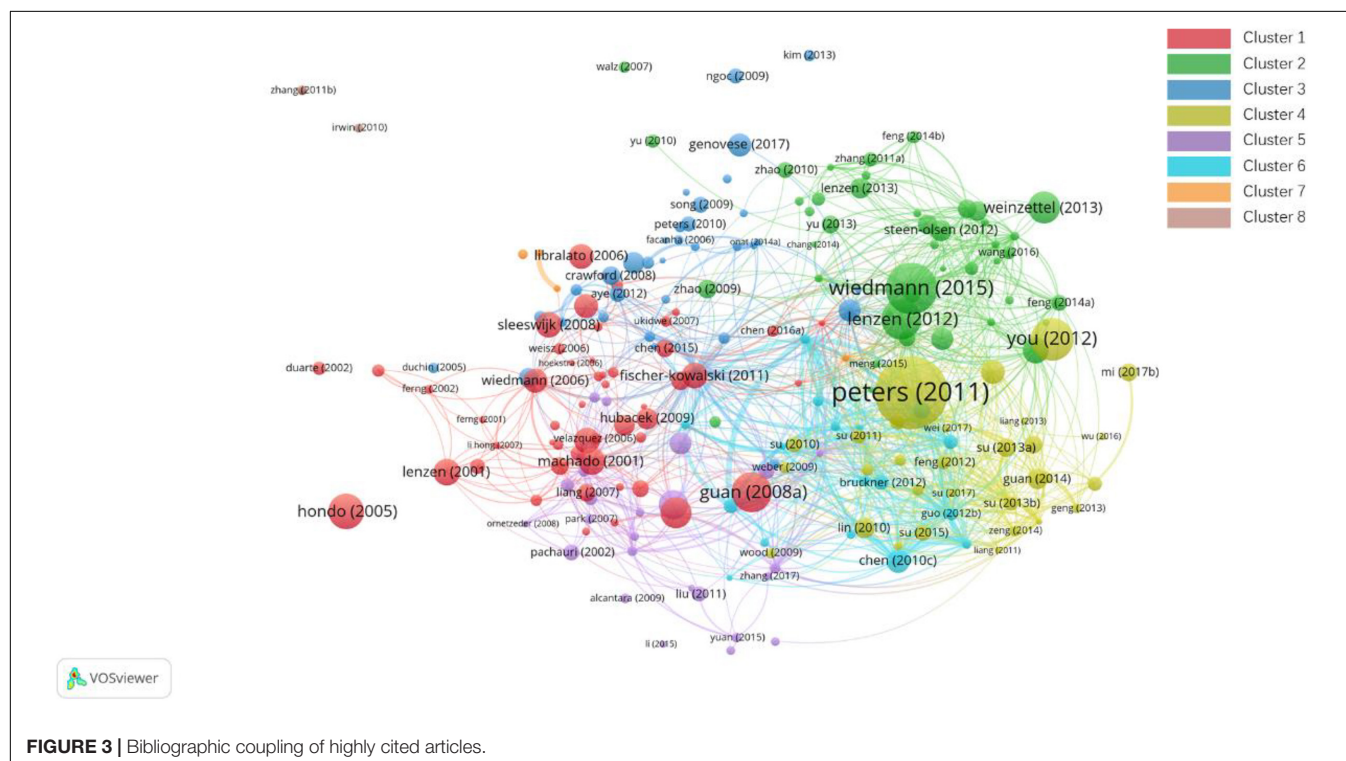 kim (2013)
Cluster 1
walz (2007)
Cluster 2
ngoc (2009)
zhang (2011b)
Cluster 3
irwin (2010)
Cluster 4
yu (2010)
genovese (2017)
feng (2014b)
Cluster 5
zhang (2011a)
zhao (2010)
Cluster 6
lenzen (2013)
Cluster 7
song (2009)
weinzettel (2013)
Cluster 8
peters (2010)
yu (2013)
steen-olsen (2012)
facanha (2006)
onat (2014a)
chang (2014)
wang (2016)
libralato (2006)
crawford (2008)
zhao (2009)
wiedmann (2015)
aye (2012)
feng (2014a)
sleeswijk (2008)
ukidwe (2007)
chen (2016a)
lenzen (2012)
you (2012)
weisz (2006)
chen (2015)
duarte (2002)
duchin (2005)
hoekstra (2006)
meng (2015)
mi (2017b)
ferng (2002)
wiedmann (2006)
fischer-kowalski (2011)
peters (2011)
ferng (2001)
hubacek (2009)
liang (2013)
li hong (2007)
velazquez (2006)
su (2010)
su (2011)
wei (2017)
wu (2016)
su (2013a)
lenzen (2001)
machado (2001)
weber (2009)
feng (2012)
guan (2014)
liang (2007)
guan (2008a)
bruckner (2012)
su (2017)
su (2013b)
geng (2013)
hondo (2005)
ornetzeder (2008)
park (2007)
lin (2010)
su (2015)
guo (2012b)
zeng (2014)
pachauri (2002)
wood (2009)
chen (2010c)
liang (2011)
zhang (2017)
alcantara (2009)
liu (2011)
li (2015)
yuan (2015)
VOSviewer
FIGURE 3 | Bibliographic coupling of highly cited articles.